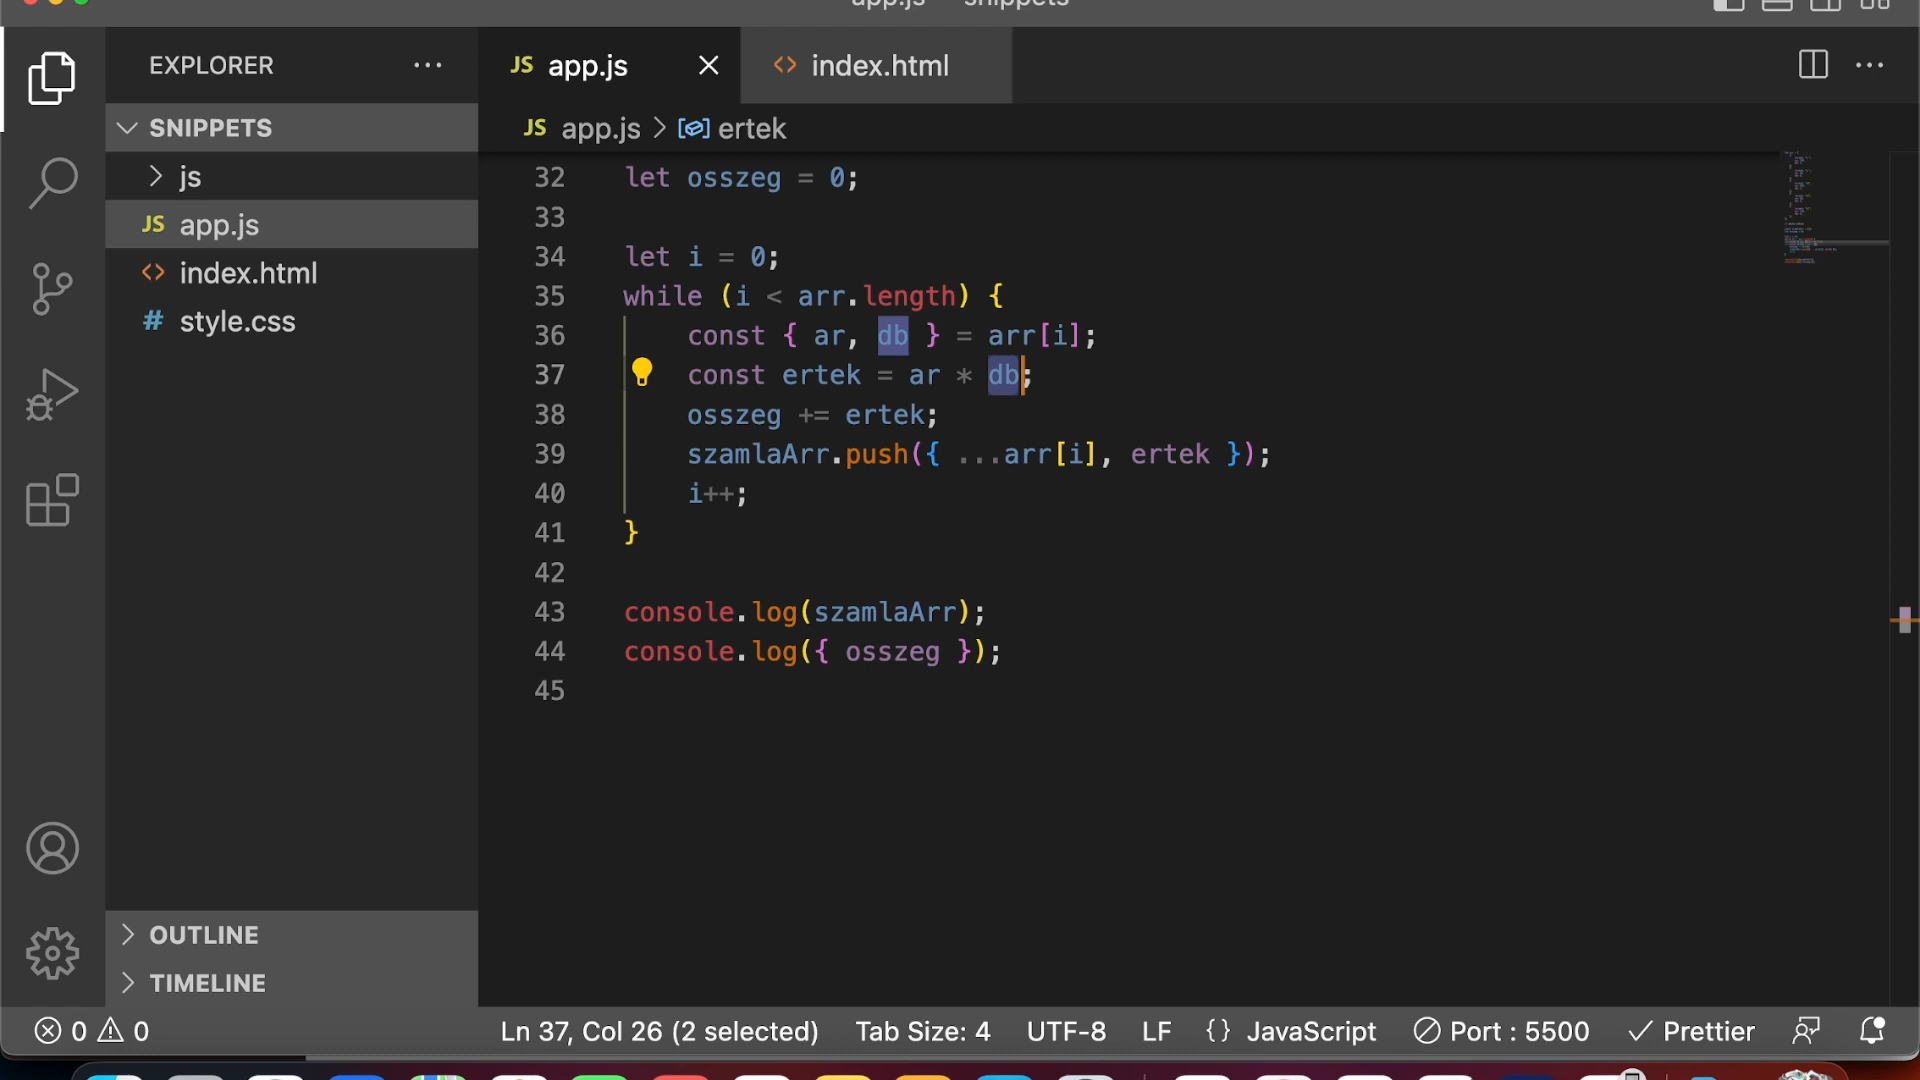 EXPLORER ...
JS app.js
<> index.html
...
SNIPPETS
js
JS app.js
<> index.html
# style.css
OUTLINE
TIMELINE
JS app.js > ertek
32 let osszeg = 0;
33
34 let i = 0;
35 while (i < arr.length) {
36 const { ar, db } = arr[i];
37 const ertek = ar * db;
38 osszeg += ertek;
39 szamlaArr.push({ ...arr[i], ertek });
40 i++;
41 }
42
43 console.log(szamlaArr);
44 console.log({ osszeg });
45
0 0 Ln 37, Col 26 (2 selected) Tab Size: 4 UTF-8 LF {} JavaScript Port : 5500 Prettier